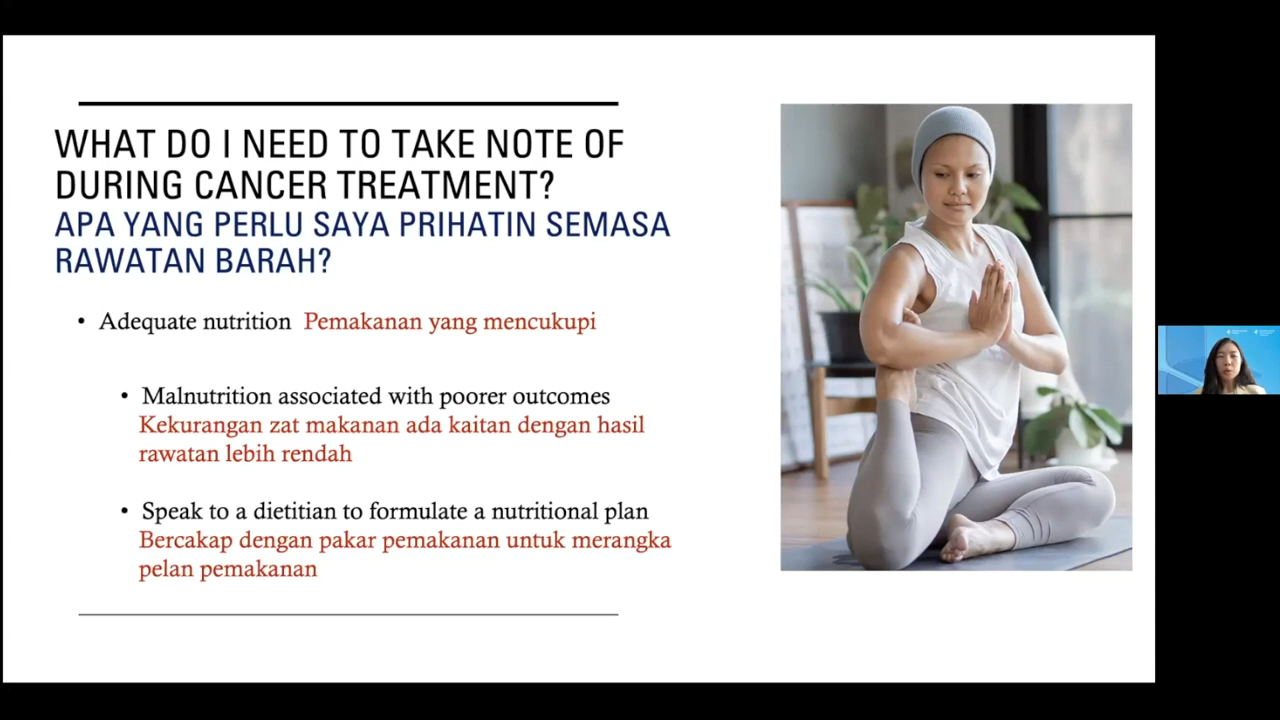 WHAT DO I NEED TO TAKE NOTE OF
DURING CANCER TREATMENT?
APA YANG PERLU SAYA PRIHATIN SEMASA
RAWATAN BARAH?
• Adequate nutrition Pemakanan yang mencukupi
• Malnutrition associated with poorer outcomes
Kekurangan zat makanan ada kaitan dengan hasil
rawatan lebih rendah
• Speak to a dietitian to formulate a nutritional plan
Bercakap dengan pakar pemakanan untuk merangka
pelan pemakanan